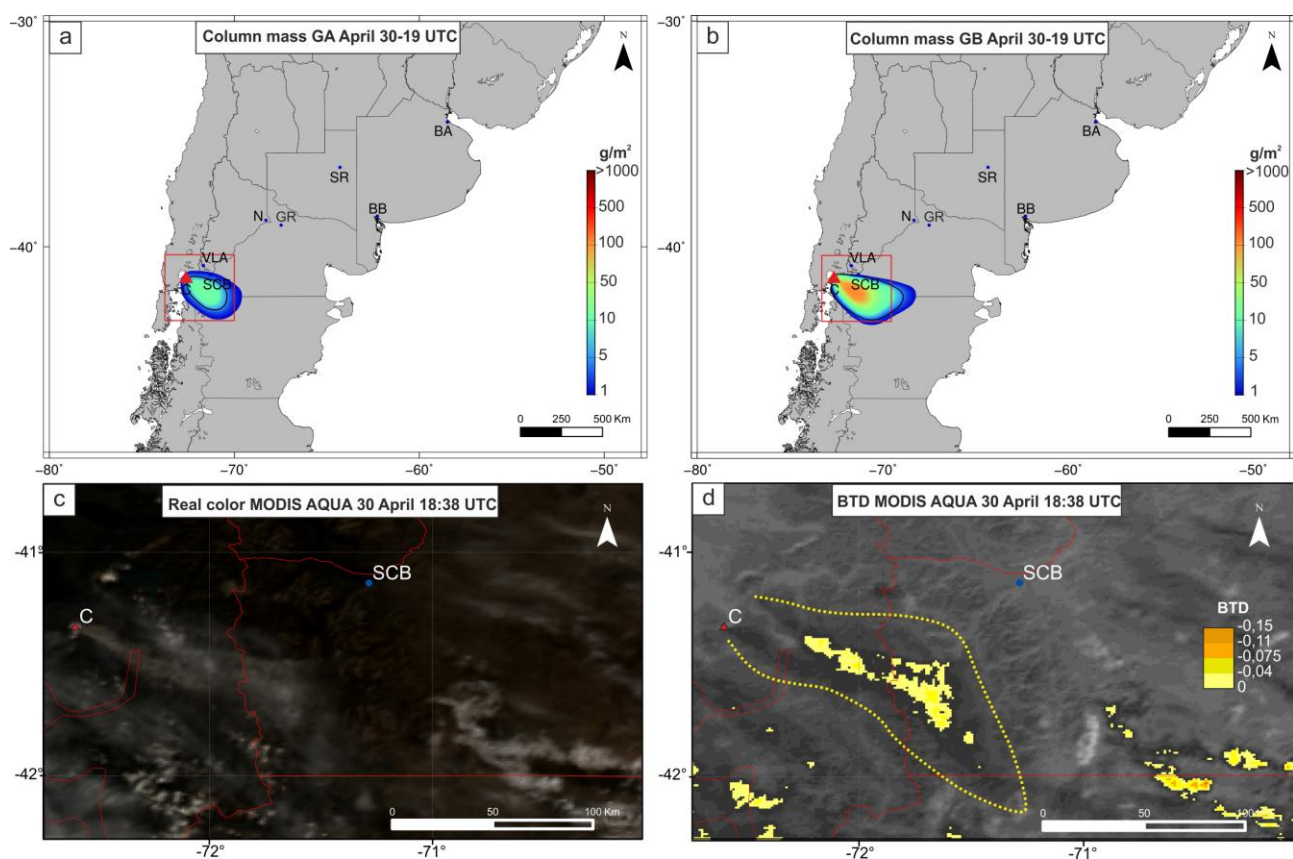 a
Column mass GA April 30-19 UTC
N
−30°
−40°
−80°
−70°
−60°
−50°
BA
SR
N
GR
BB
VLA
SCB
C
g/m²
>1000
500
100
50
10
5
1
0 250 500 Km
b
Column mass GB April 30-19 UTC
N
−30°
−40°
−80°
−70°
−60°
−50°
BA
SR
N
GR
BB
VLA
SCB
C
g/m²
>1000
500
100
50
10
5
1
0 250 500 Km
c
Real color MODIS AQUA 30 April 18:38 UTC
N
-41°
SCB
C
-42°
0 50 100 Km
-72° -71°
d
BTD MODIS AQUA 30 April 18:38 UTC
N
-41°
SCB
C
BTD
-0,15
-0,11
-0,075
-0,04
0
-42°
0 50 100
-72° -71°